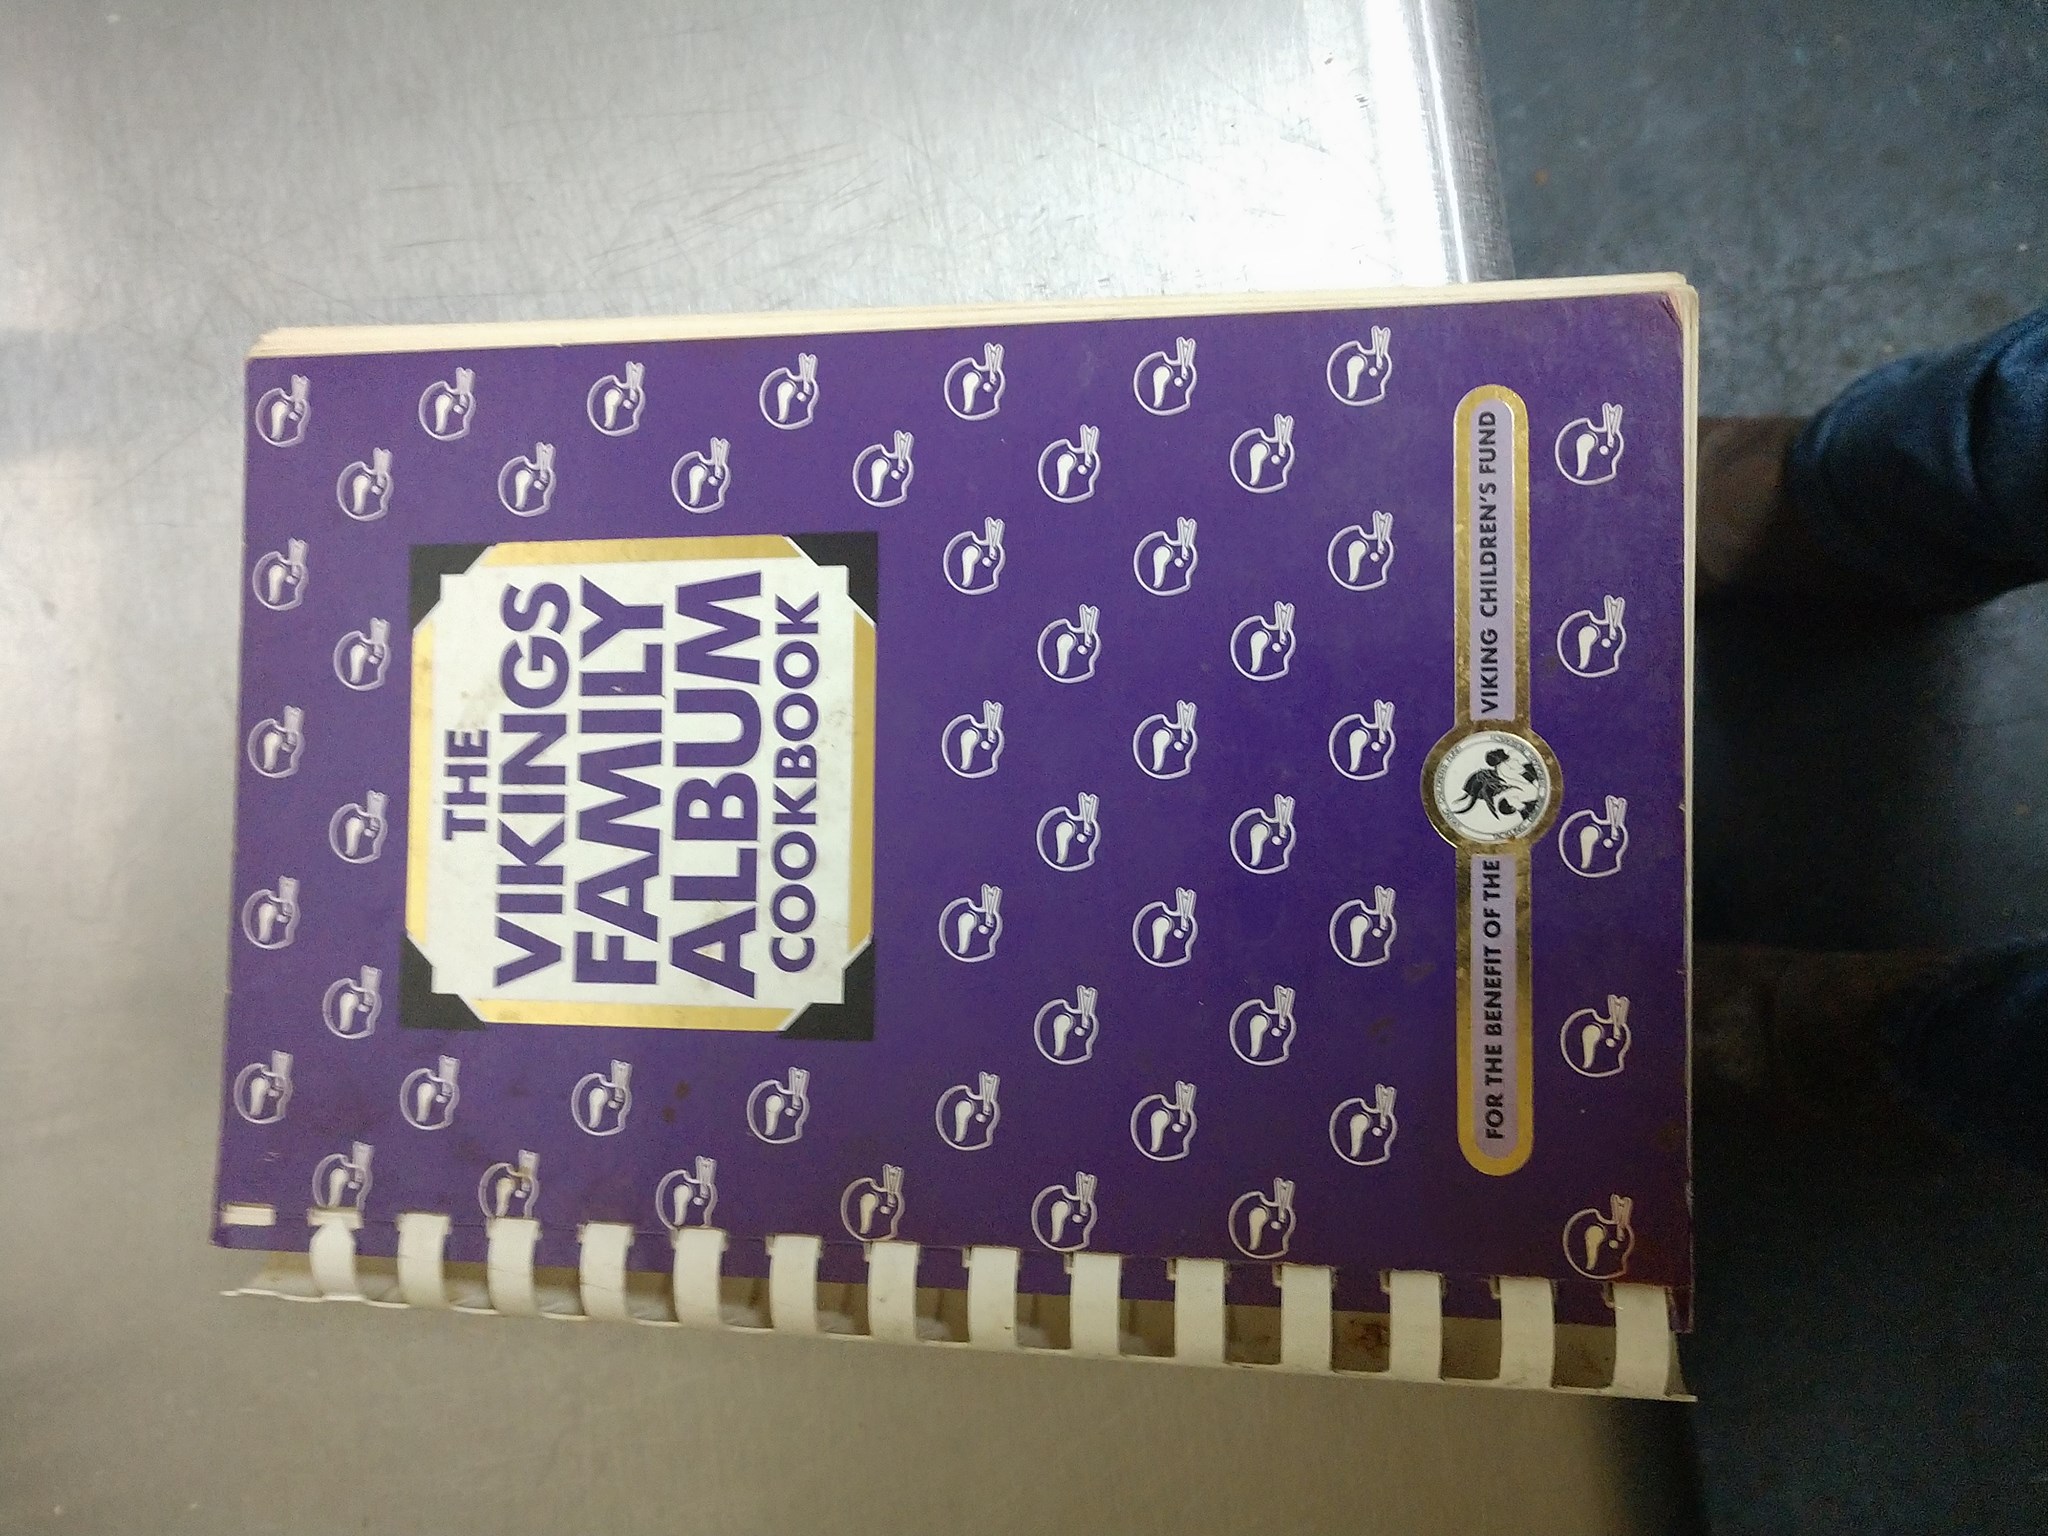 THE
VIKINGS
FAMILY
ALBUM
COOKBOOK
FOR THE BENEFIT OF THE VIKING CHILDREN'S FUND